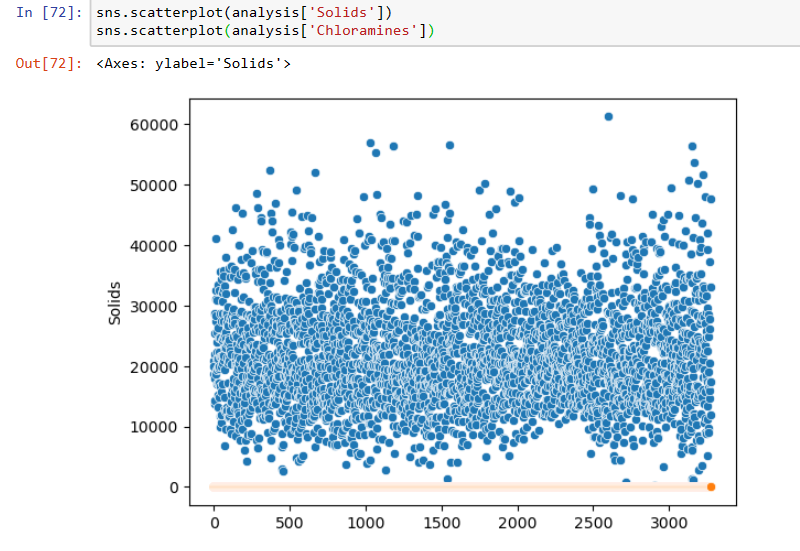 In [72]: sns.scatterplot(analysis['Solids'])
sns.scatterplot(analysis['Chloramines'])
Out[72]: <Axes: ylabel='Solids'>
60000
50000
40000
30000
20000
10000
0
Solids
0 500 1000 1500 2000 2500 3000